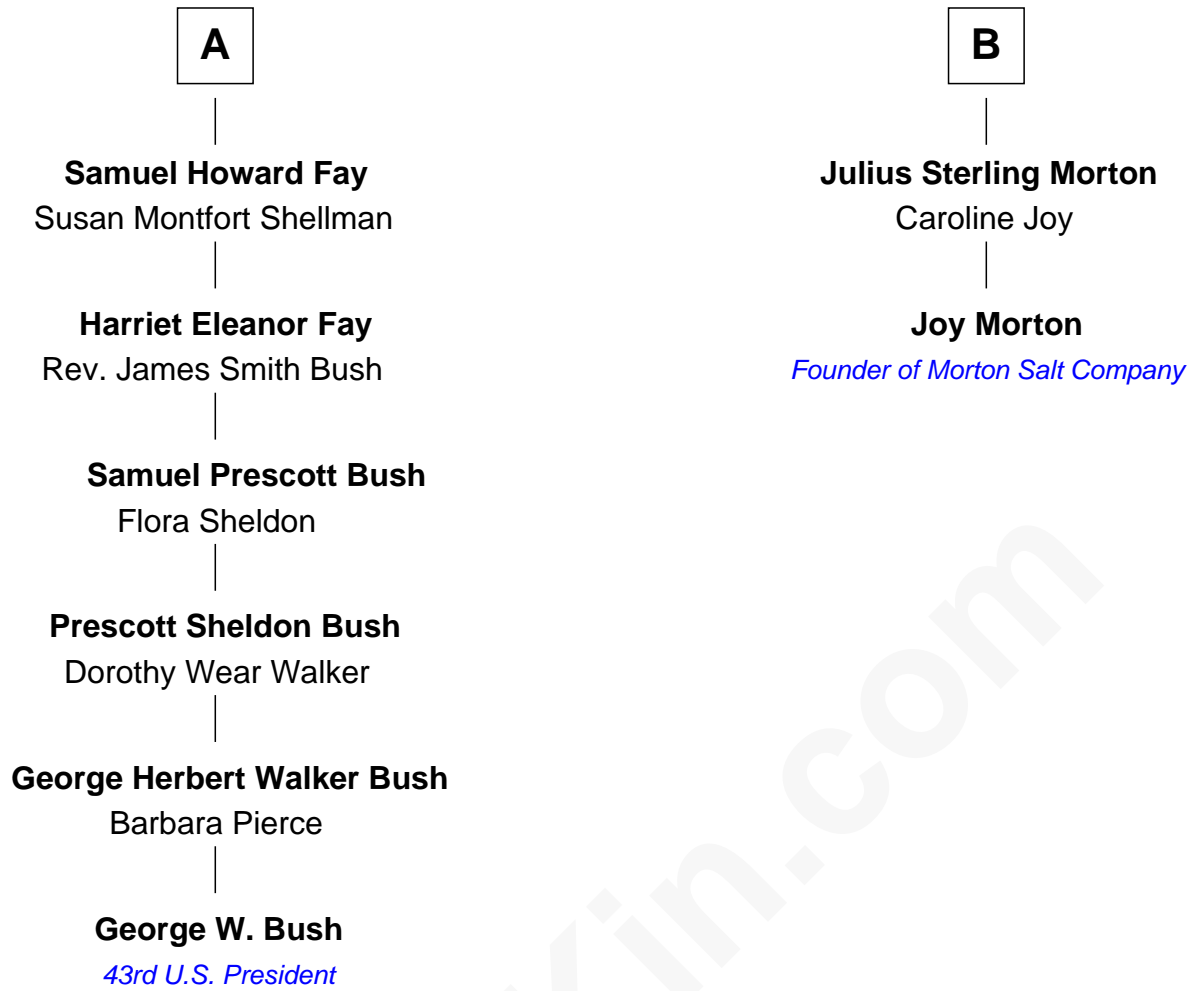 A
Samuel Howard Fay
Susan Montfort Shellman
Harriet Eleanor Fay
Rev. James Smith Bush
Samuel Prescott Bush
Flora Sheldon
Prescott Sheldon Bush
Dorothy Wear Walker
George Herbert Walker Bush
Barbara Pierce
George W. Bush
43rd U.S. President
B
Julius Sterling Morton
Caroline Joy
Joy Morton
Founder of Morton Salt Company
kin.com